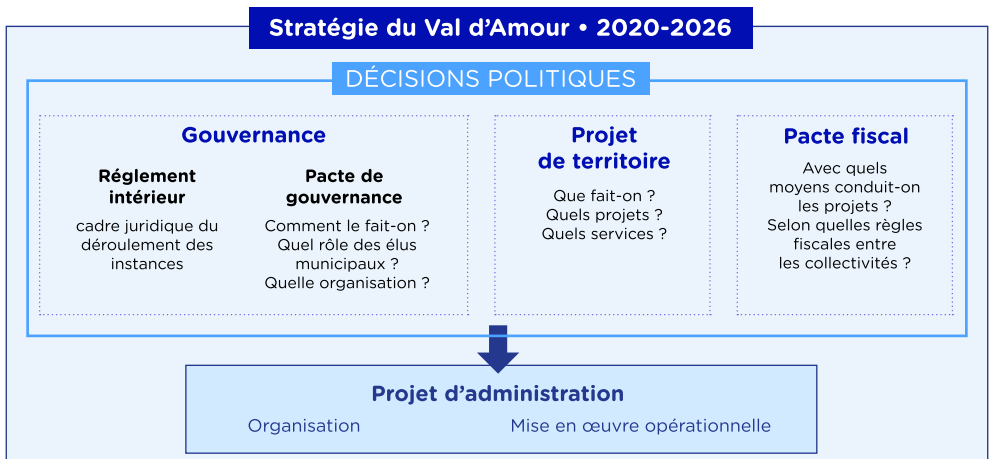 Stratégie du Val d’Amour • 2020-2026
DÉCISIONS POLITIQUES
Gouvernance
Réglement
intérieur
cadre juridique du
déroulement des
instances
Pacte de
gouvernance
Comment le fait-on ?
Quel rôle des élus
municipaux ?
Quelle organisation ?
Projet
de territoire
Que fait-on ?
Quels projets ?
Quels services ?
Pacte fiscal
Avec quels
moyens conduit-on
les projets ?
Selon quelles règles
fiscales entre
les collectivités ?
Projet d’administration
Organisation
Mise en œuvre opérationnelle